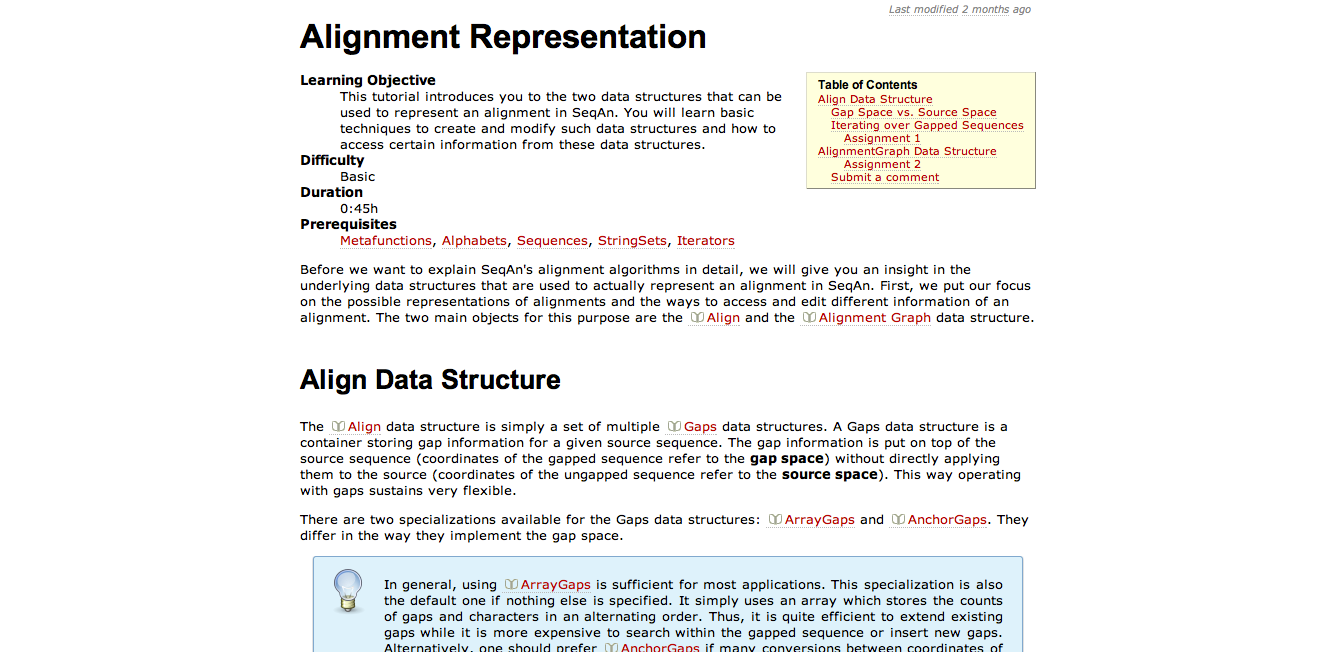 Last modified 2 months ago
Alignment Representation
Learning Objective
This tutorial introduces you to the two data structures that can be
used to represent an alignment in SeqAn. You will learn basic
techniques to create and modify such data structures and how to
access certain information from these data structures.
Difficulty
Basic
Duration
0:45h
Prerequisites
Metafunctions, Alphabets, Sequences, StringSets, Iterators
Table of Contents
Align Data Structure
Gap Space vs. Source Space
Iterating over Gapped Sequences
Assignment 1
AlignmentGraph Data Structure
Assignment 2
Submit a comment
Before we want to explain SeqAn's alignment algorithms in detail, we will give you an insight in the
underlying data structures that are used to actually represent an alignment in SeqAn. First, we put our focus
on the possible representations of alignments and the ways to access and edit different information of an
alignment. The two main objects for this purpose are the Align and the Alignment Graph data structure.
Align Data Structure
The Align data structure is simply a set of multiple Gaps data structures. A Gaps data structure is a
container storing gap information for a given source sequence. The gap information is put on top of the
source sequence (coordinates of the gapped sequence refer to the gap space) without directly applying
them to the source (coordinates of the ungapped sequence refer to the source space). This way operating
with gaps sustains very flexible.
There are two specializations available for the Gaps data structures: ArrayGaps and AnchorGaps. They
differ in the way they implement the gap space.
In general, using ArrayGaps is sufficient for most applications. This specialization is also
the default one if nothing else is specified. It simply uses an array which stores the counts
of gaps and characters in an alternating order. Thus, it is quite efficient to extend existing
gaps while it is more expensive to search within the gapped sequence or insert new gaps.
Alternatively, one should prefer AnchorGaps if many conversions between coordinates of